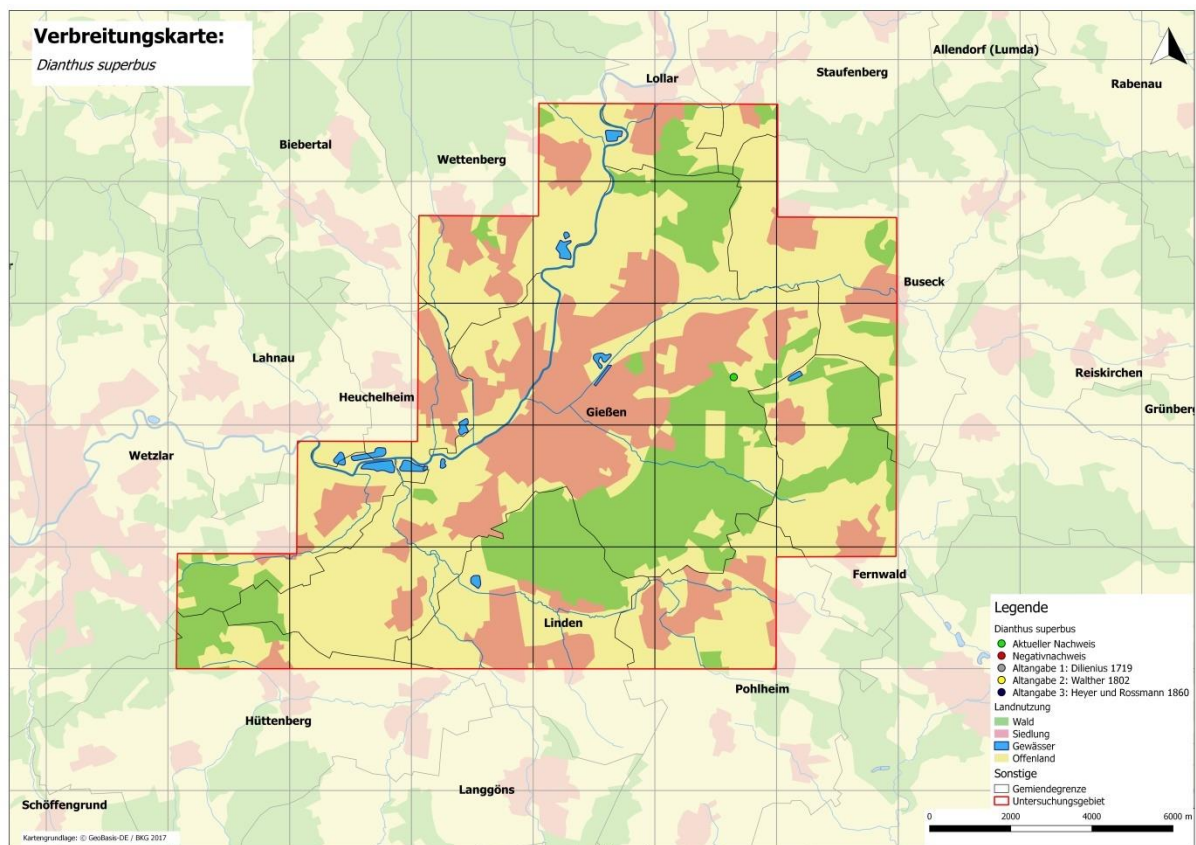 Verbreitungskarte:
Dianthus superbus
Allendorf (Lumda)
Staufenberg
Lollar
Rabenau
Biebertal
Wettenberg
Buseck
Lahnau
Reiskirchen
Heuchelheim
Grünberg
Gießen
Wetzlar
Fernwald
Linden
Pohlheim
Hüttenberg
Langgöns
Schöffengrund
Legende
Dianthus superbus
Aktueller Nachweis
Negativnachweis
Altangabe 1: Dilienius 1719
Altangabe 2: Walther 1802
Altangabe 3: Heyer und Rossmann 1860
Landnutzung
Wald
Siedlung
Gewässer
Offenland
Sonstige
Gemiendegrenze
Untersuchungsgebiet
0 2000 4000 6000 m
Kartengrundlage: © GeoBasis-DE / BKG 2017